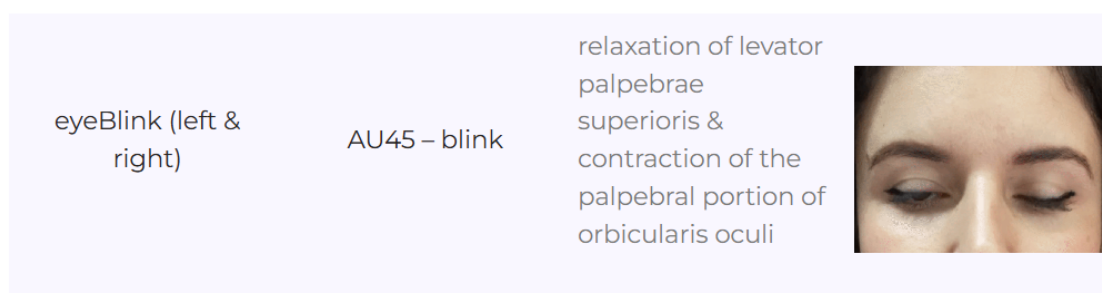 eyeBlink (left &
right)
AU45 – blink
relaxation of levator
palpebrae
superioris &
contraction of the
palpebral portion of
orbicularis oculi